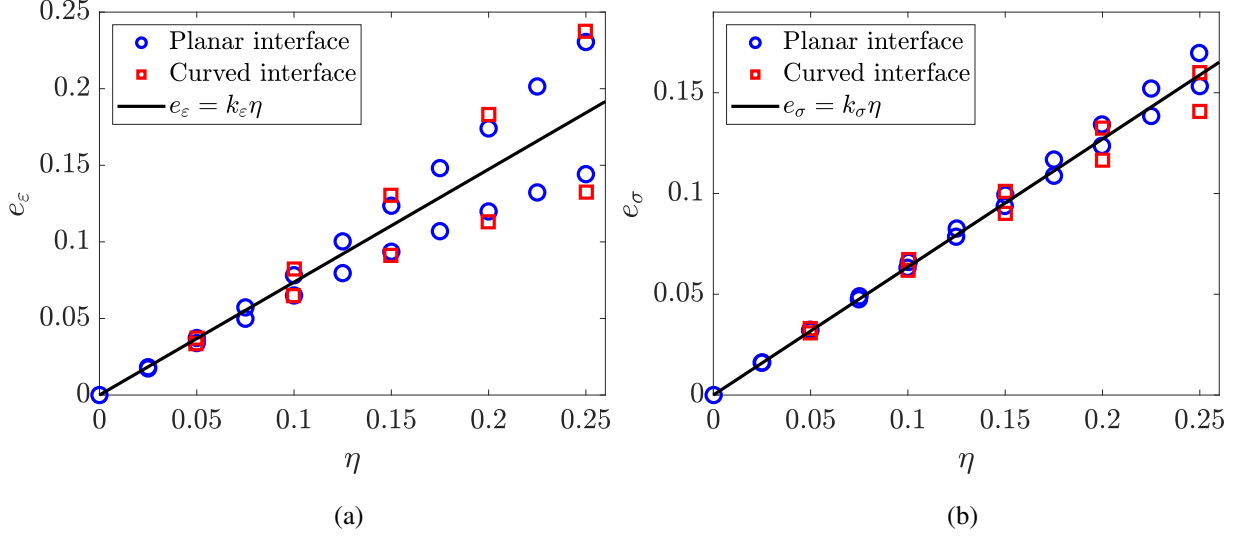 0.25
0.2
0.15
0.1
0.05
0
e_ε
Planar interface
Curved interface
e_ε = k_ε η
0 0.05 0.1 0.15 0.2 0.25
η
(a)
0.15
0.1
0.05
0
e_σ
Planar interface
Curved interface
e_σ = k_σ η
0 0.05 0.1 0.15 0.2 0.25
η
(b)